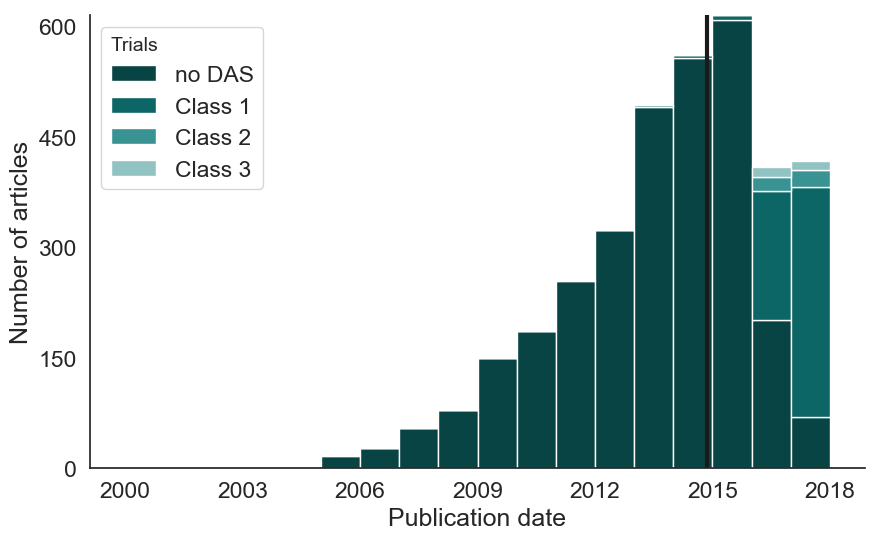 Trials
no DAS
Class 1
Class 2
Class 3
Number of articles
600
450
300
150
0
2000 2003 2006 2009 2012 2015 2018
Publication date